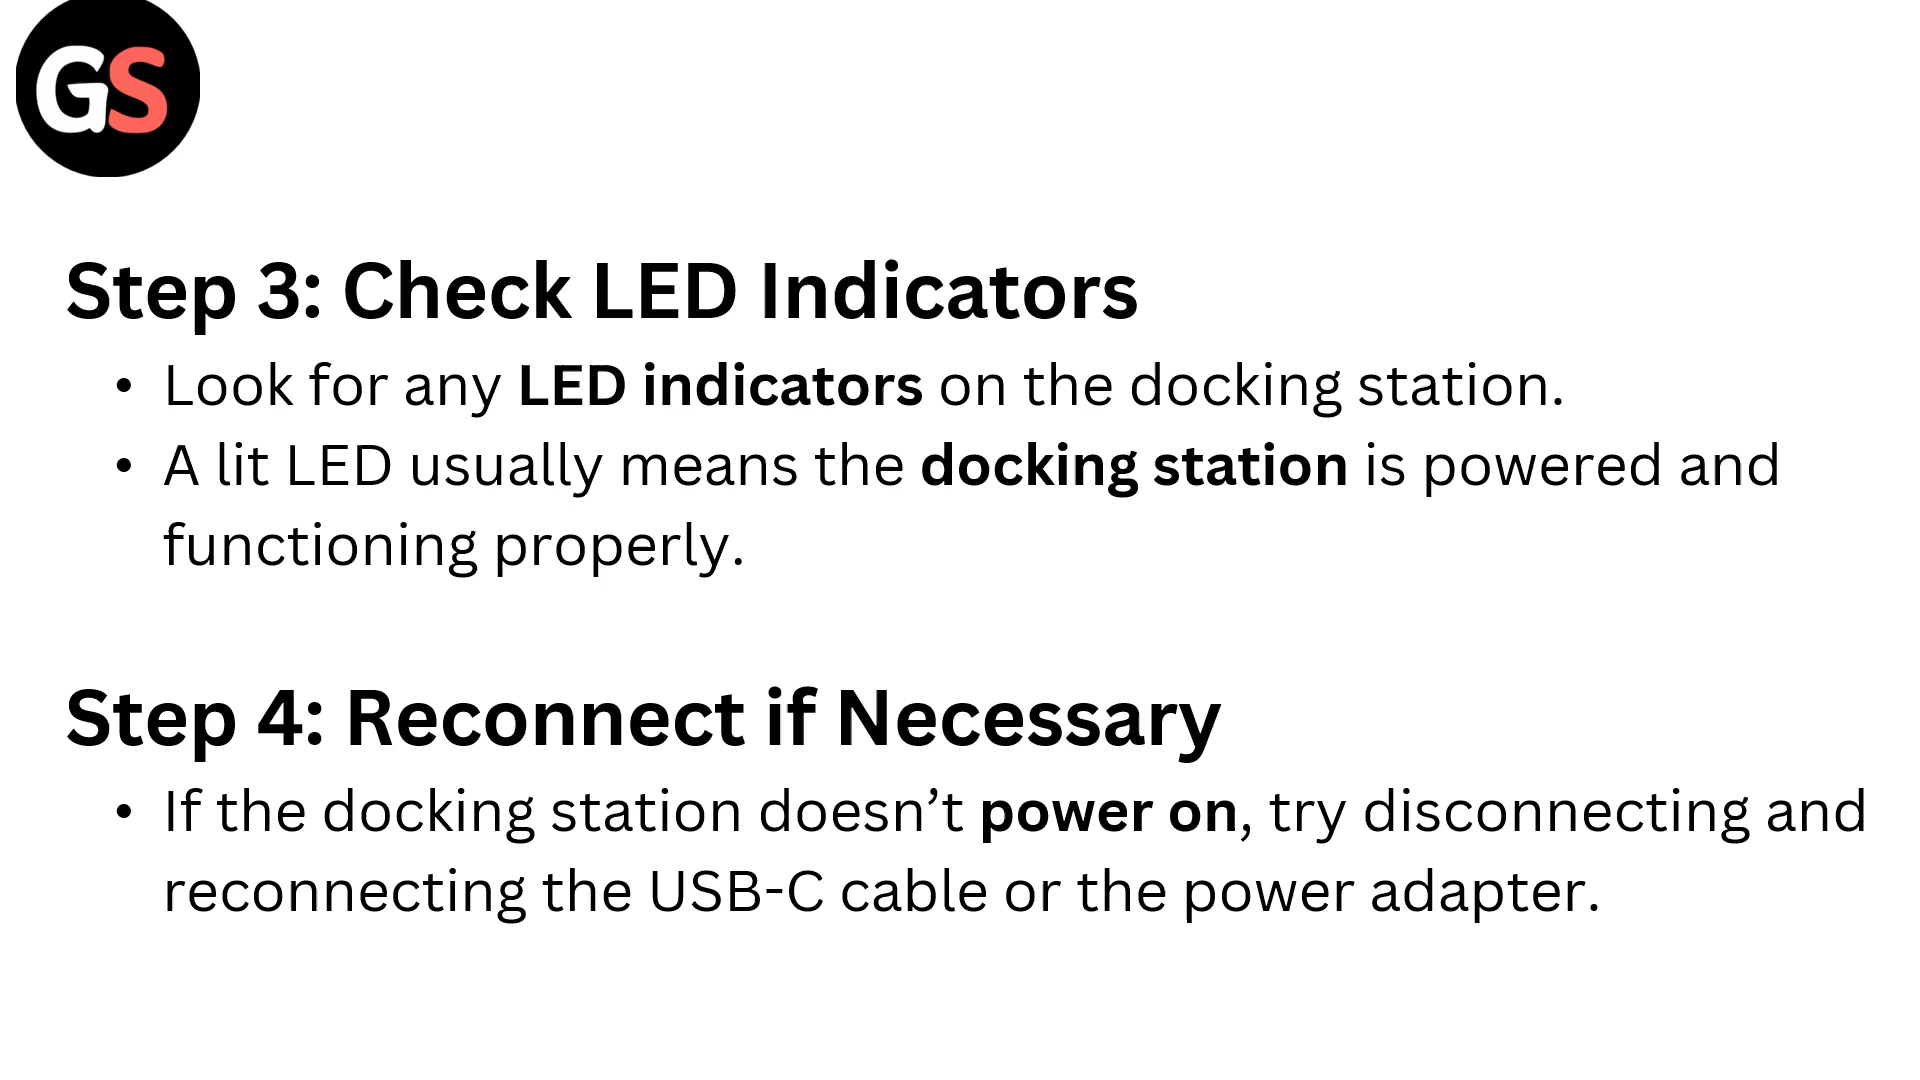 GS
Step 3: Check LED Indicators
• Look for any LED indicators on the docking station.
• A lit LED usually means the docking station is powered and
functioning properly.
Step 4: Reconnect if Necessary
• If the docking station doesn’t power on, try disconnecting and
reconnecting the USB-C cable or the power adapter.